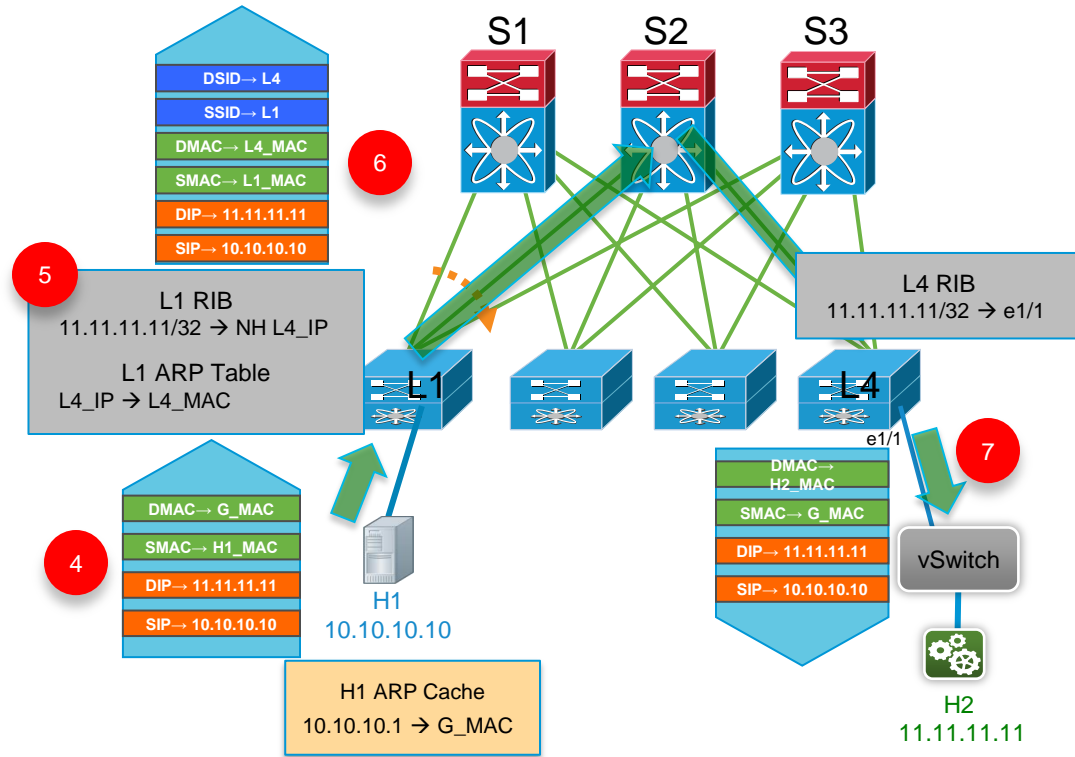 S1
S2
S3
DSID→ L4
SSID→ L1
DMAC→ L4_MAC
SMAC→ L1_MAC
DIP→ 11.11.11.11
SIP→ 10.10.10.10
6
5
L1 RIB
11.11.11.11/32 → NH L4_IP
L1 ARP Table
L4_IP → L4_MAC
L4 RIB
11.11.11.11/32 → e1/1
L1
L4
e1/1
4
DMAC→ G_MAC
SMAC→ H1_MAC
DIP→ 11.11.11.11
SIP→ 10.10.10.10
H1
10.10.10.10
H1 ARP Cache
10.10.10.1 → G_MAC
7
DMAC→
H2_MAC
SMAC→ G_MAC
DIP→ 11.11.11.11
SIP→ 10.10.10.10
vSwitch
H2
11.11.11.11